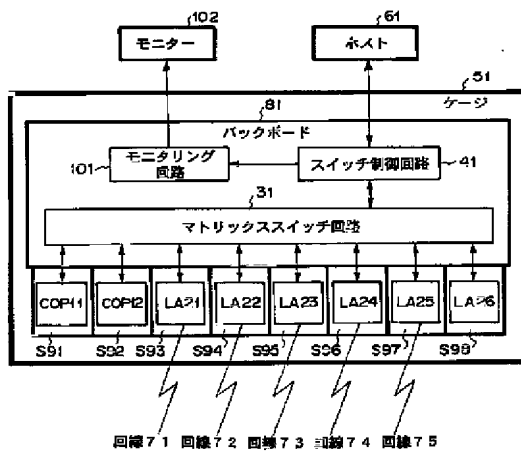 102
61
モニター
ホスト
51
ケージ
81
バックボード
モニタリング
回路
101
スイッチ制御回路
41
31
マトリックススイッチ回路
COP11 COP12 LA21 LA22 LA23 LA24 LA25 LA26
S91 S92 S93 S94 S95 S96 S97 S98
回線71 回線72 回線73 回線74 回線75